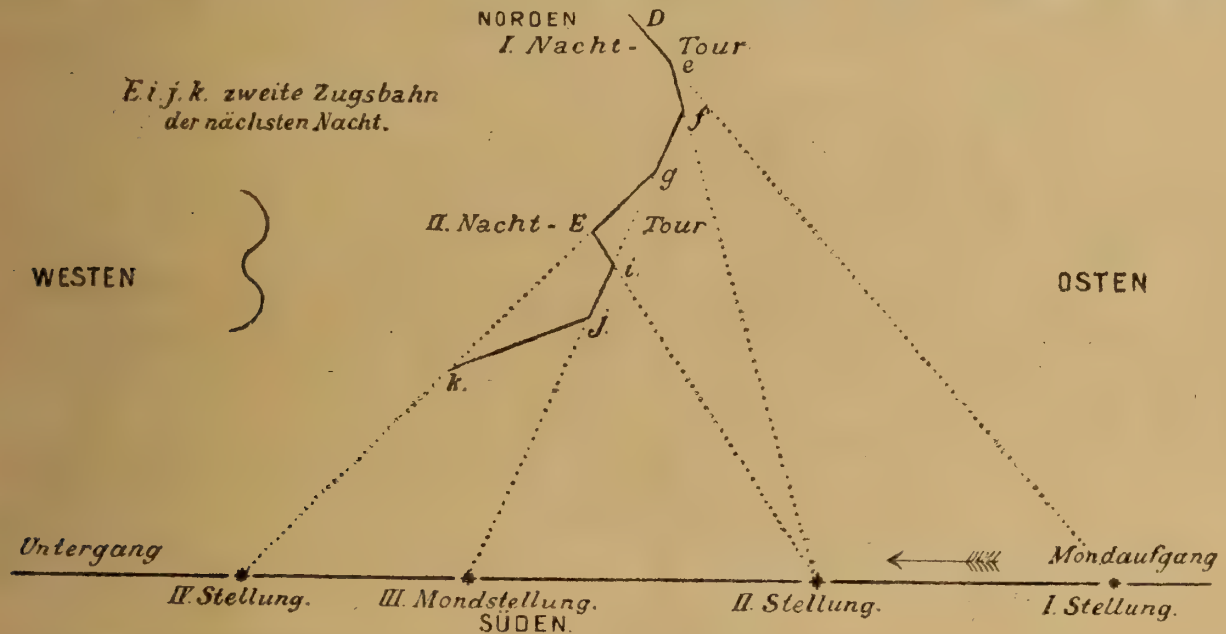 NORDEN D
I. Nacht - Tour
e
E.i.j.k. zweite Zugsbahn
der nächsten Nacht.
f
g
II. Nacht - E Tour
WESTEN
i.
OSTEN
J.
k.
Untergang
Mondaufgang
IV. Stellung.
III. Mondstellung.
II. Stellung.
I. Stellung.
SÜDEN.